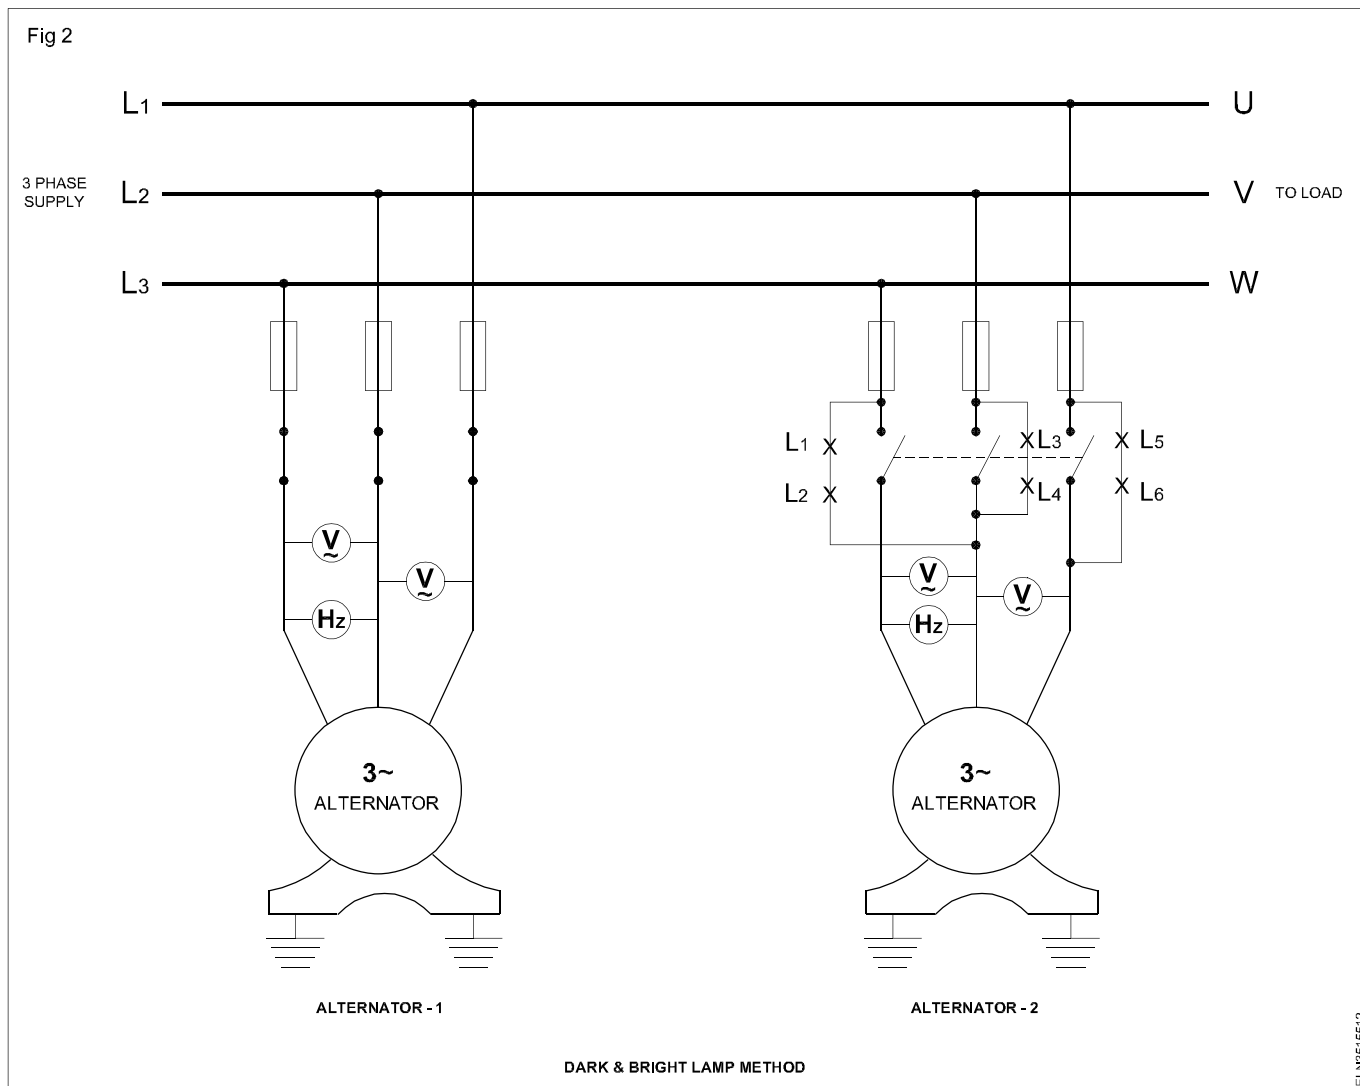 Fig 2
L1
U
3 PHASE
SUPPLY
L2
V
TO LOAD
L3
W
L1
L3
L5
L2
L4
L6
V
~
V
~
Hz
V
~
V
~
Hz
3~
ALTERNATOR
3~
ALTERNATOR
ALTERNATOR - 1
ALTERNATOR - 2
DARK & BRIGHT LAMP METHOD